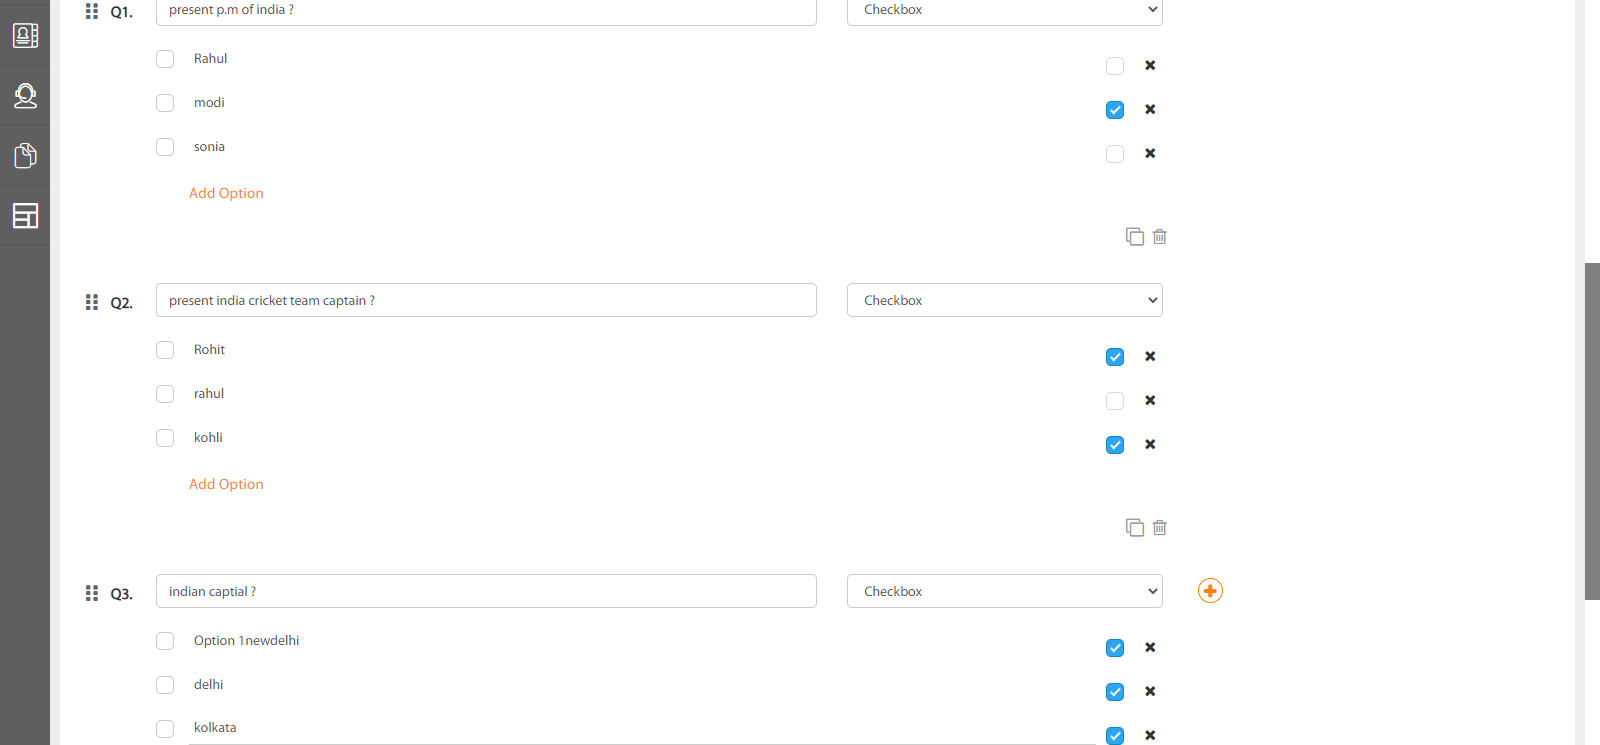 Q1. present p.m of india ? Checkbox
Rahul
modi
sonia
Add Option
Q2. present india cricket team captain ? Checkbox
Rohit
rahul
kohli
Add Option
Q3. indian captial ? Checkbox
Option 1newdelhi
delhi
kolkata